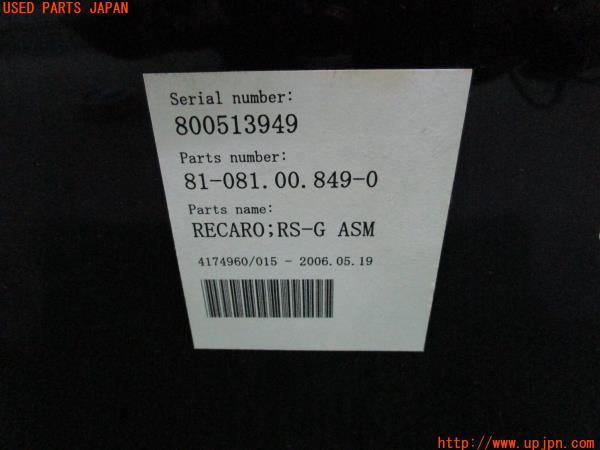 USED PARTS JAPAN
Serial number:
800513949
Parts number:
81-081.00.849-0
Parts name:
RECARO;RS-G ASM
4174960/015 - 2006.05.19
http://www.upjpn.com